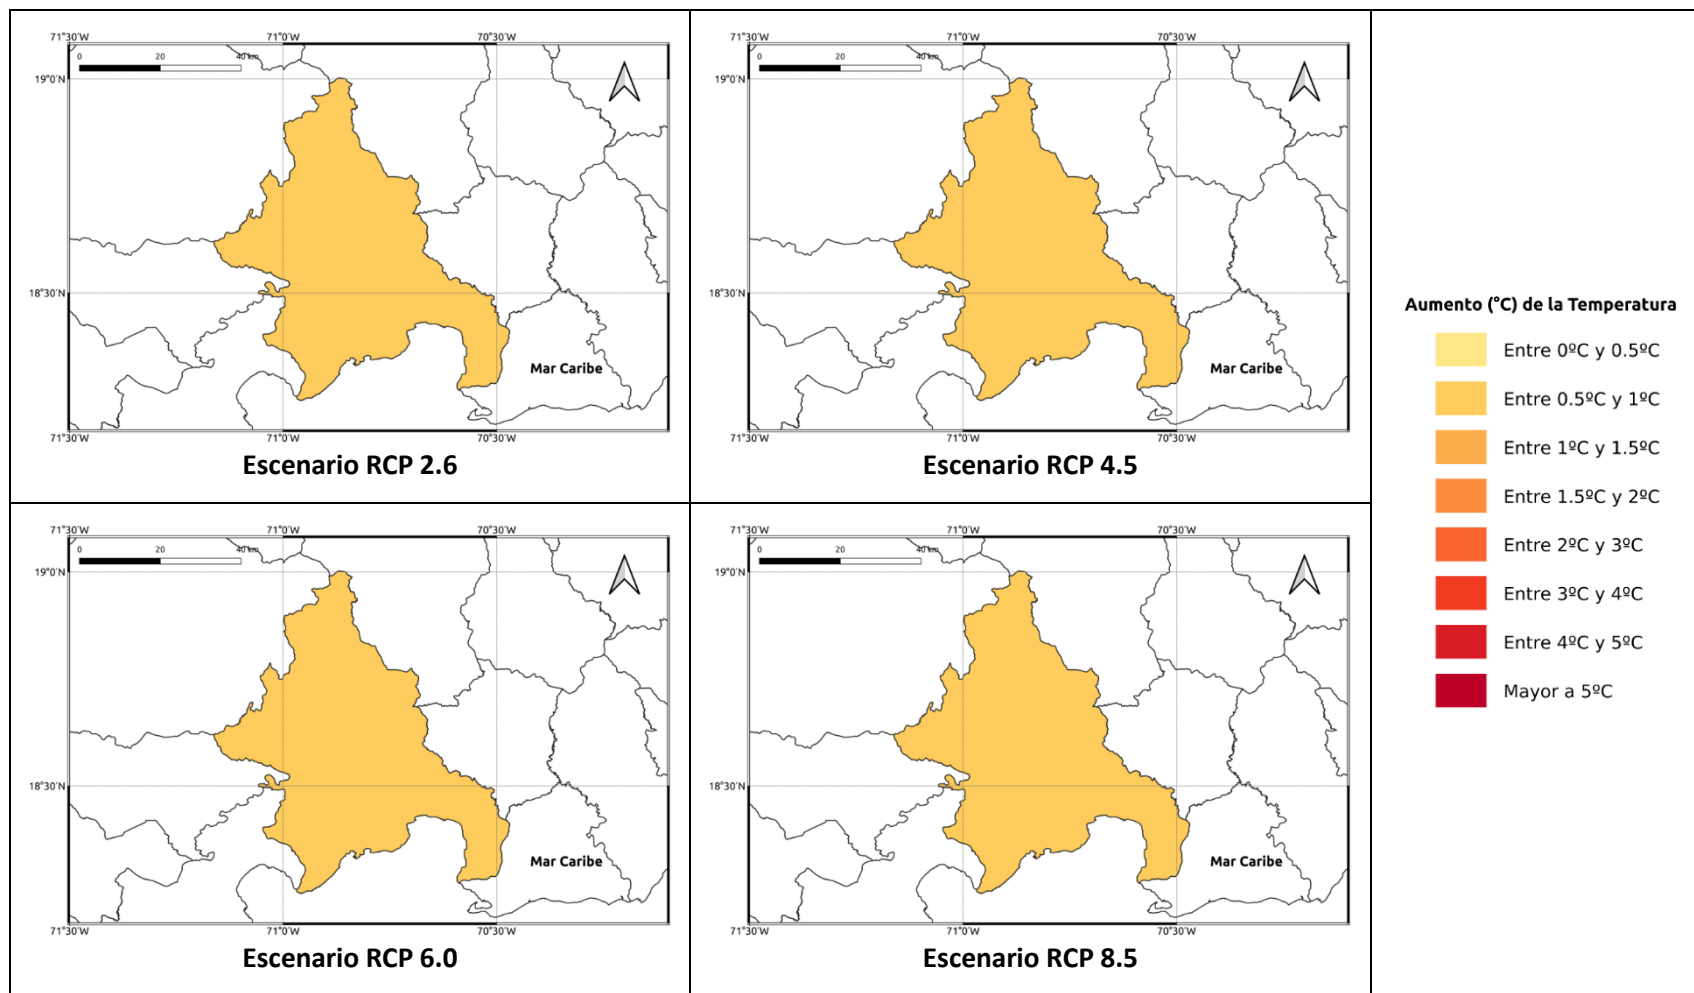 71°30'W 71°0'W 70°30'W
0 20 40 km
19°0'N
18°30'N
Mar Caribe
71°30'W 71°0'W 70°30'W
Escenario RCP 2.6
71°30'W 71°0'W 70°30'W
0 20 40 km
19°0'N
18°30'N
Mar Caribe
71°30'W 71°0'W 70°30'W
Escenario RCP 4.5
71°30'W 71°0'W 70°30'W
0 20 40 km
19°0'N
18°30'N
Mar Caribe
71°30'W 71°0'W 70°30'W
Escenario RCP 6.0
71°30'W 71°0'W 70°30'W
0 20 40 km
19°0'N
18°30'N
Mar Caribe
71°30'W 71°0'W 70°30'W
Escenario RCP 8.5
Aumento (°C) de la Temperatura
Entre 0ºC y 0.5ºC
Entre 0.5ºC y 1ºC
Entre 1ºC y 1.5ºC
Entre 1.5ºC y 2ºC
Entre 2ºC y 3ºC
Entre 3ºC y 4ºC
Entre 4ºC y 5ºC
Mayor a 5ºC